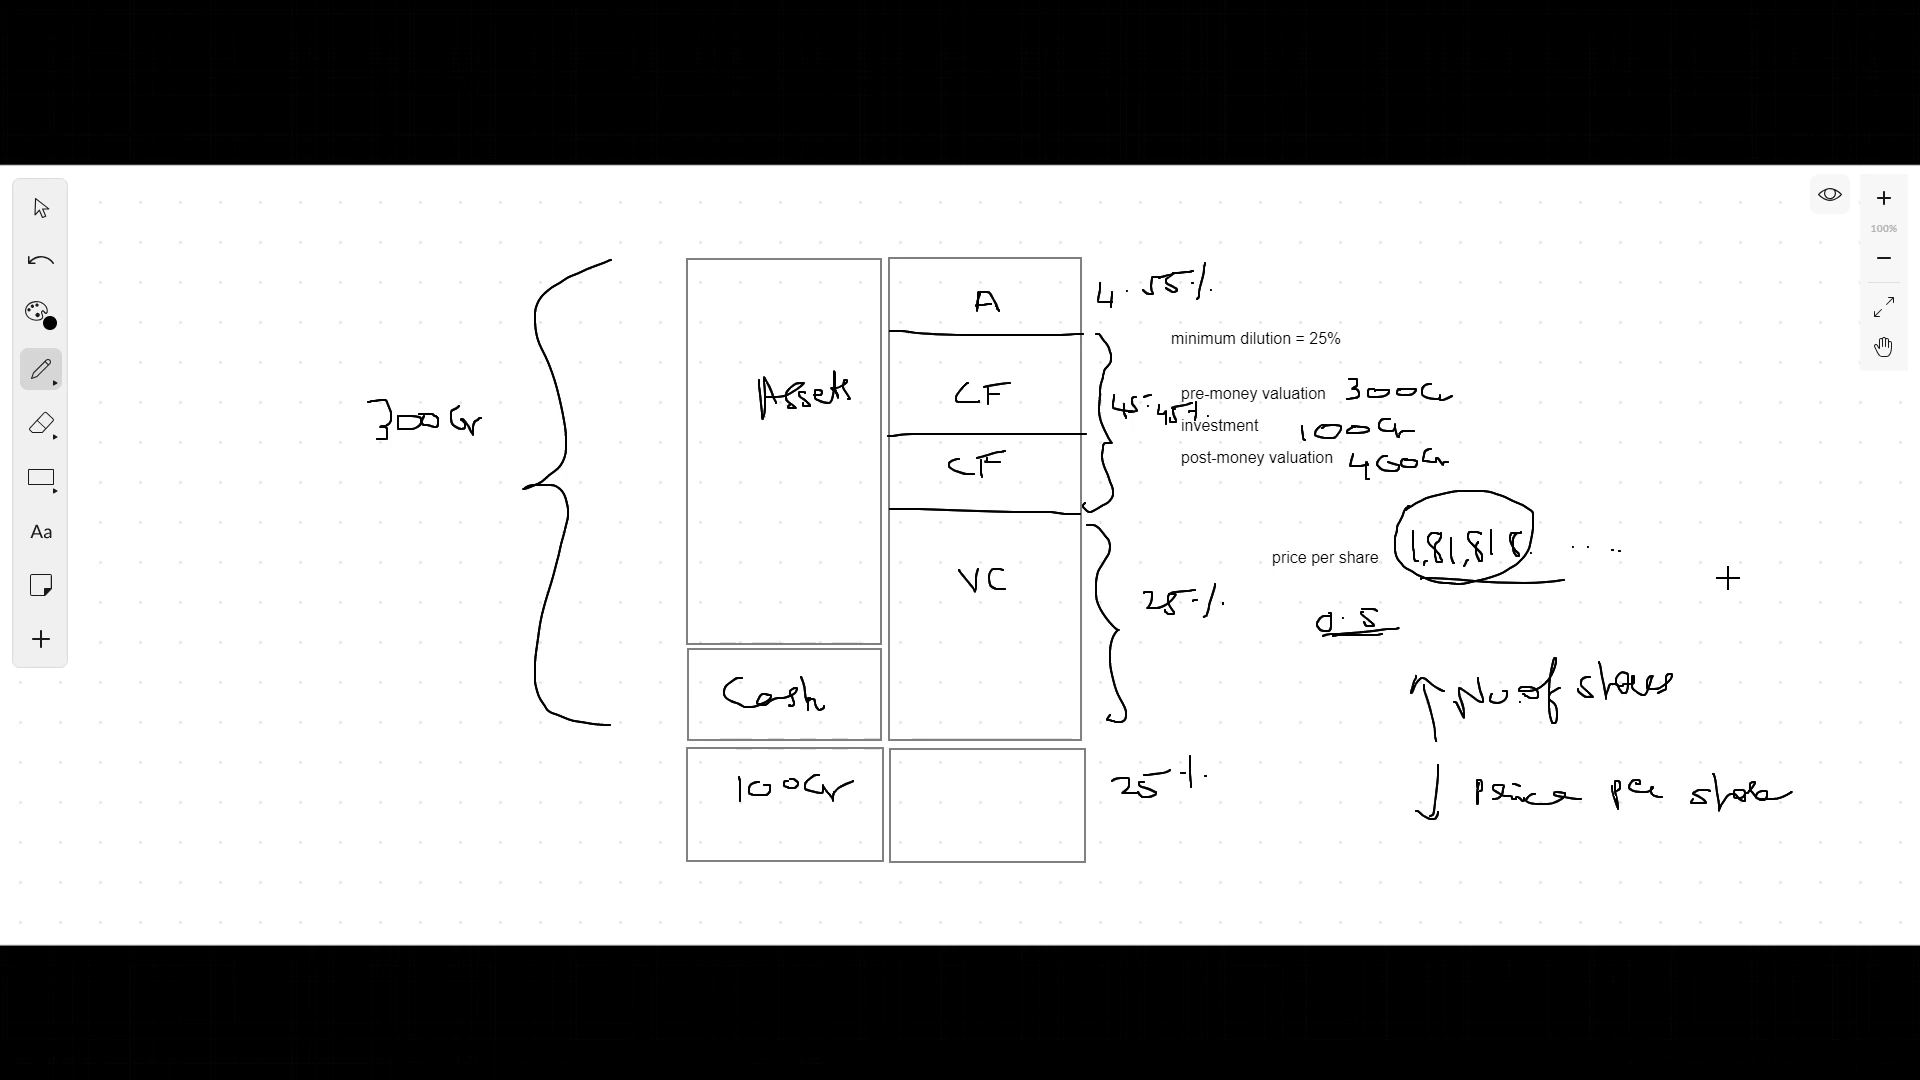 100%
A
4.55%
minimum dilution = 25%
300Cr
Assets
CF
45.45%
pre-money valuation 300Cr
investment 100Cr
post-money valuation 400Cr
CF
price per share 1,81,818. ....
VC
25%
0.5
Cash
↑ No. of shares
100Cr
25%
↓ Price per share
Aa